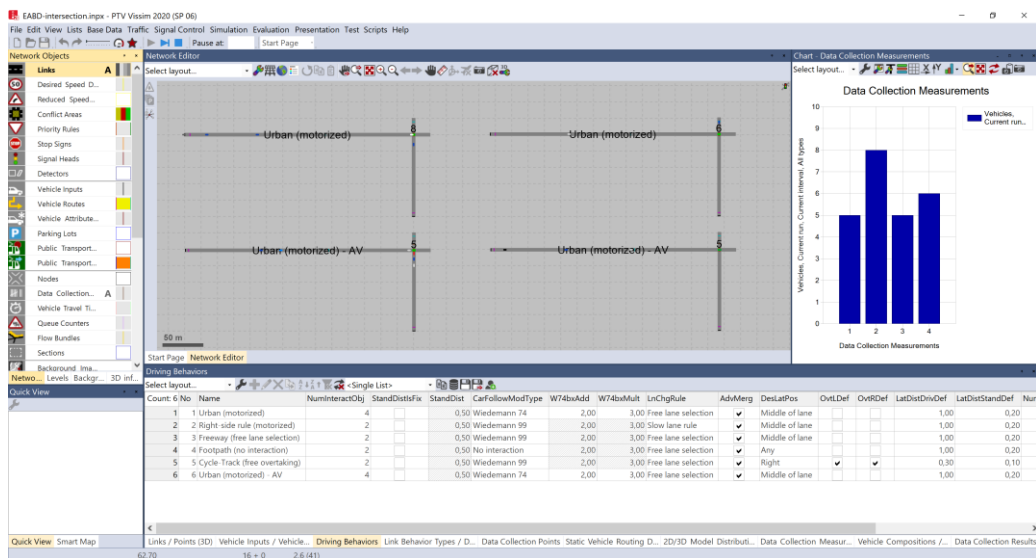 EABD-intersection.inpx - PTV Vissim 2020 (SP 06)
File Edit View Lists Base Data Traffic Signal Control Simulation Evaluation Presentation Test Scripts Help
Pause at: Start Page
Network Objects
Links A
Desired Speed D...
Reduced Speed...
Conflict Areas
Priority Rules
Stop Signs
Signal Heads
Detectors
Vehicle Inputs
Vehicle Routes
Vehicle Attribute...
Parking Lots
Public Transport...
Public Transport...
Nodes
Data Collection... A
Vehicle Travel Ti...
Queue Counters
Flow Bundles
Sections
Background Ima...
Netwo... Levels Backgr... 3D inf...
Network Editor
Select layout...
Urban (motorized) 8
Urban (motorized) 6
Urban (motorized) - AV 5
Urban (motorized) - AV 5
50 m
Start Page Network Editor
Chart - Data Collection Measurements
Select layout...
Data Collection Measurements
Vehicles,
Current run...
Vehicles, Current run, Current interval, All types
10
9
8
7
6
5
4
3
2
1
0
1 2 3 4
Data Collection Measurements
Quick View
Quick View Smart Map
Driving Behaviors
Select layout... <Single List>
Count: 6 No Name NumInteractObj StandDistIsFix StandDist CarFollowModType W74bxAdd W74bxMult LnChgRule AdvMerg DesLatPos OvtLDef OvtRDef LatDistDrivDef LatDistStandDef Nur
1 1 Urban (motorized) 4 0,50 Wiedemann 74 2,00 3,00 Free lane selection Middle of lane 1,00 0,20
2 2 Right-side rule (motorized) 2 0,50 Wiedemann 99 2,00 3,00 Slow lane rule Middle of lane 1,00 0,20
3 3 Freeway (free lane selection) 2 0,50 Wiedemann 99 2,00 3,00 Free lane selection Middle of lane 1,00 0,20
4 4 Footpath (no interaction) 2 0,50 No interaction 2,00 3,00 Free lane selection Any 1,00 0,20
5 5 Cycle-Track (free overtaking) 2 0,50 Wiedemann 99 2,00 3,00 Free lane selection Right 0,30 0,10
6 6 Urban (motorized) - AV 4 0,50 Wiedemann 74 2,00 3,00 Free lane selection Middle of lane 1,00 0,20
Links / Points (3D) Vehicle Inputs / Vehicle... Driving Behaviors Link Behavior Types / D... Data Collection Points Static Vehicle Routing D... 2D/3D Model Distributi... Data Collection Measur... Vehicle Compositions /... Data Collection Results
62.70 16 + 0 2.6 (41)